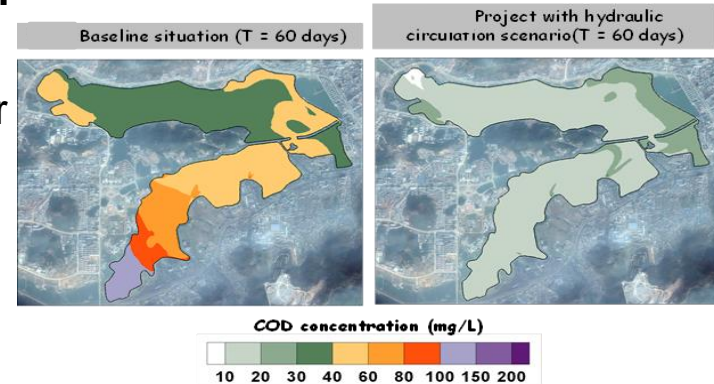 Baseline situation (T = 60 days)
Project with hydraulic
circulation scenario(T = 60 days)
r
COD concentration (mg/L)
10 20 30 40 60 80 100 150 200